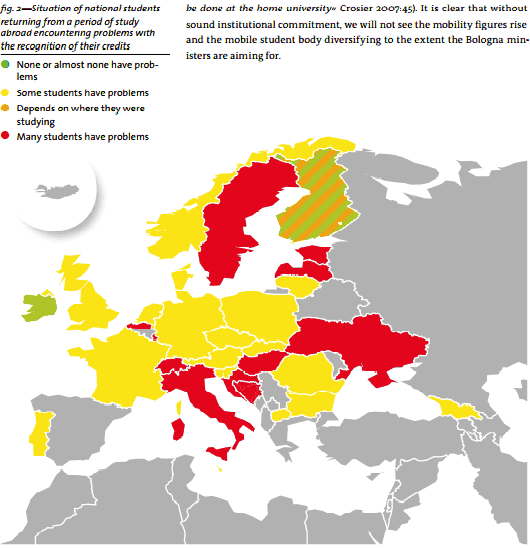 fig. 2—Situation of national students
returning from a period of study
abroad encountering problems with
the recognition of their credits
None or almost none have prob-
lems
Some students have problems
Depends on where they were
studying
Many students have problems
be done at the home university« Crosier 2007:45). It is clear that without
sound institutional commitment, we will not see the mobility figures rise
and the mobile student body diversifying to the extent the Bologna min-
isters are aiming for.